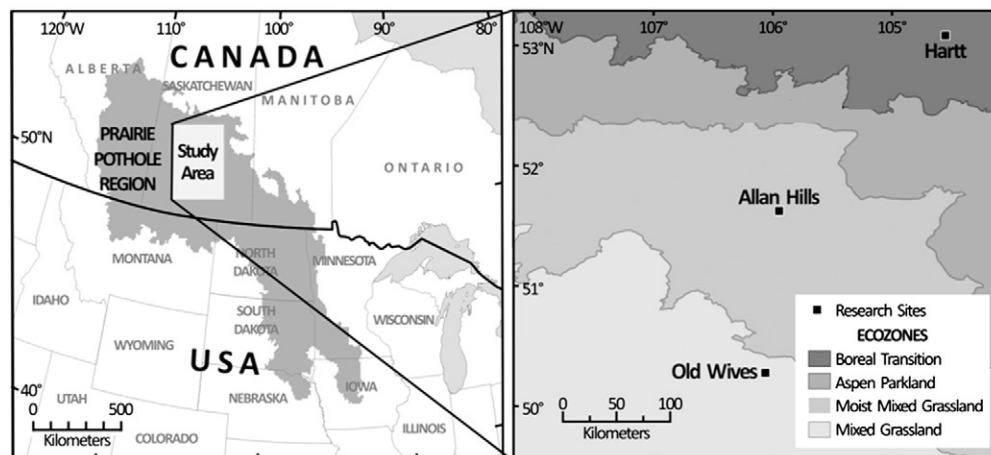 120°W 110° 100° 90° 80°
CANADA
ALBERTA
SASKATCHEWAN
MANITOBA
50°N
PRAIRIE
POTHOLE
REGION
Study
Area
ONTARIO
MONTANA
NORTH
DAKOTA
MINNESOTA
IDAHO
SOUTH
DAKOTA
WISCONSIN
WYOMING
USA
40°
UTAH
NEBRASKA
IOWA
0 500
Kilometers
COLORADO
ILLINOIS
108°W 107° 106° 105°
53°N
Hartt
52°
Allan Hills
51°
Old Wives
50°
0 50 100
Kilometers
Research Sites
ECOZONES
Boreal Transition
Aspen Parkland
Moist Mixed Grassland
Mixed Grassland